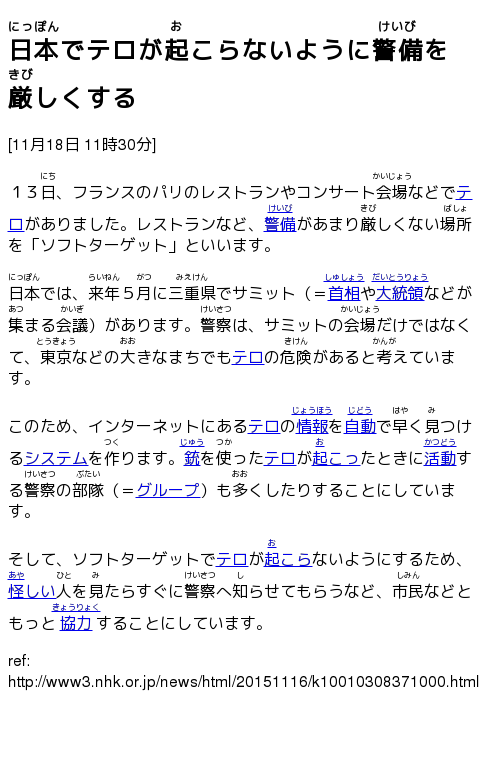 日本でテロが起こらないように警備を
厳しくする
[11月18日 11時30分]
１３日、フランスのパリのレストランやコンサート会場などでテ
ロがありました。レストランなど、警備があまり厳しくない場所
を「ソフトターゲット」といいます。
日本では、来年５月に三重県でサミット（＝首相や大統領などが
集まる会議）があります。警察は、サミットの会場だけではなく
て、東京などの大きなまちでもテロの危険があると考えていま
す。
このため、インターネットにあるテロの情報を自動で早く見つけ
るシステムを作ります。銃を使ったテロが起こったときに活動す
る警察の部隊（＝グループ）も多くしたりすることにしていま
す。
そして、ソフトターゲットでテロが起こらないようにするため、
怪しい人を見たらすぐに警察へ知らせてもらうなど、市民などと
もっと協力 することにしています。
ref:
http://www3.nhk.or.jp/news/html/20151116/k10010308371000.html